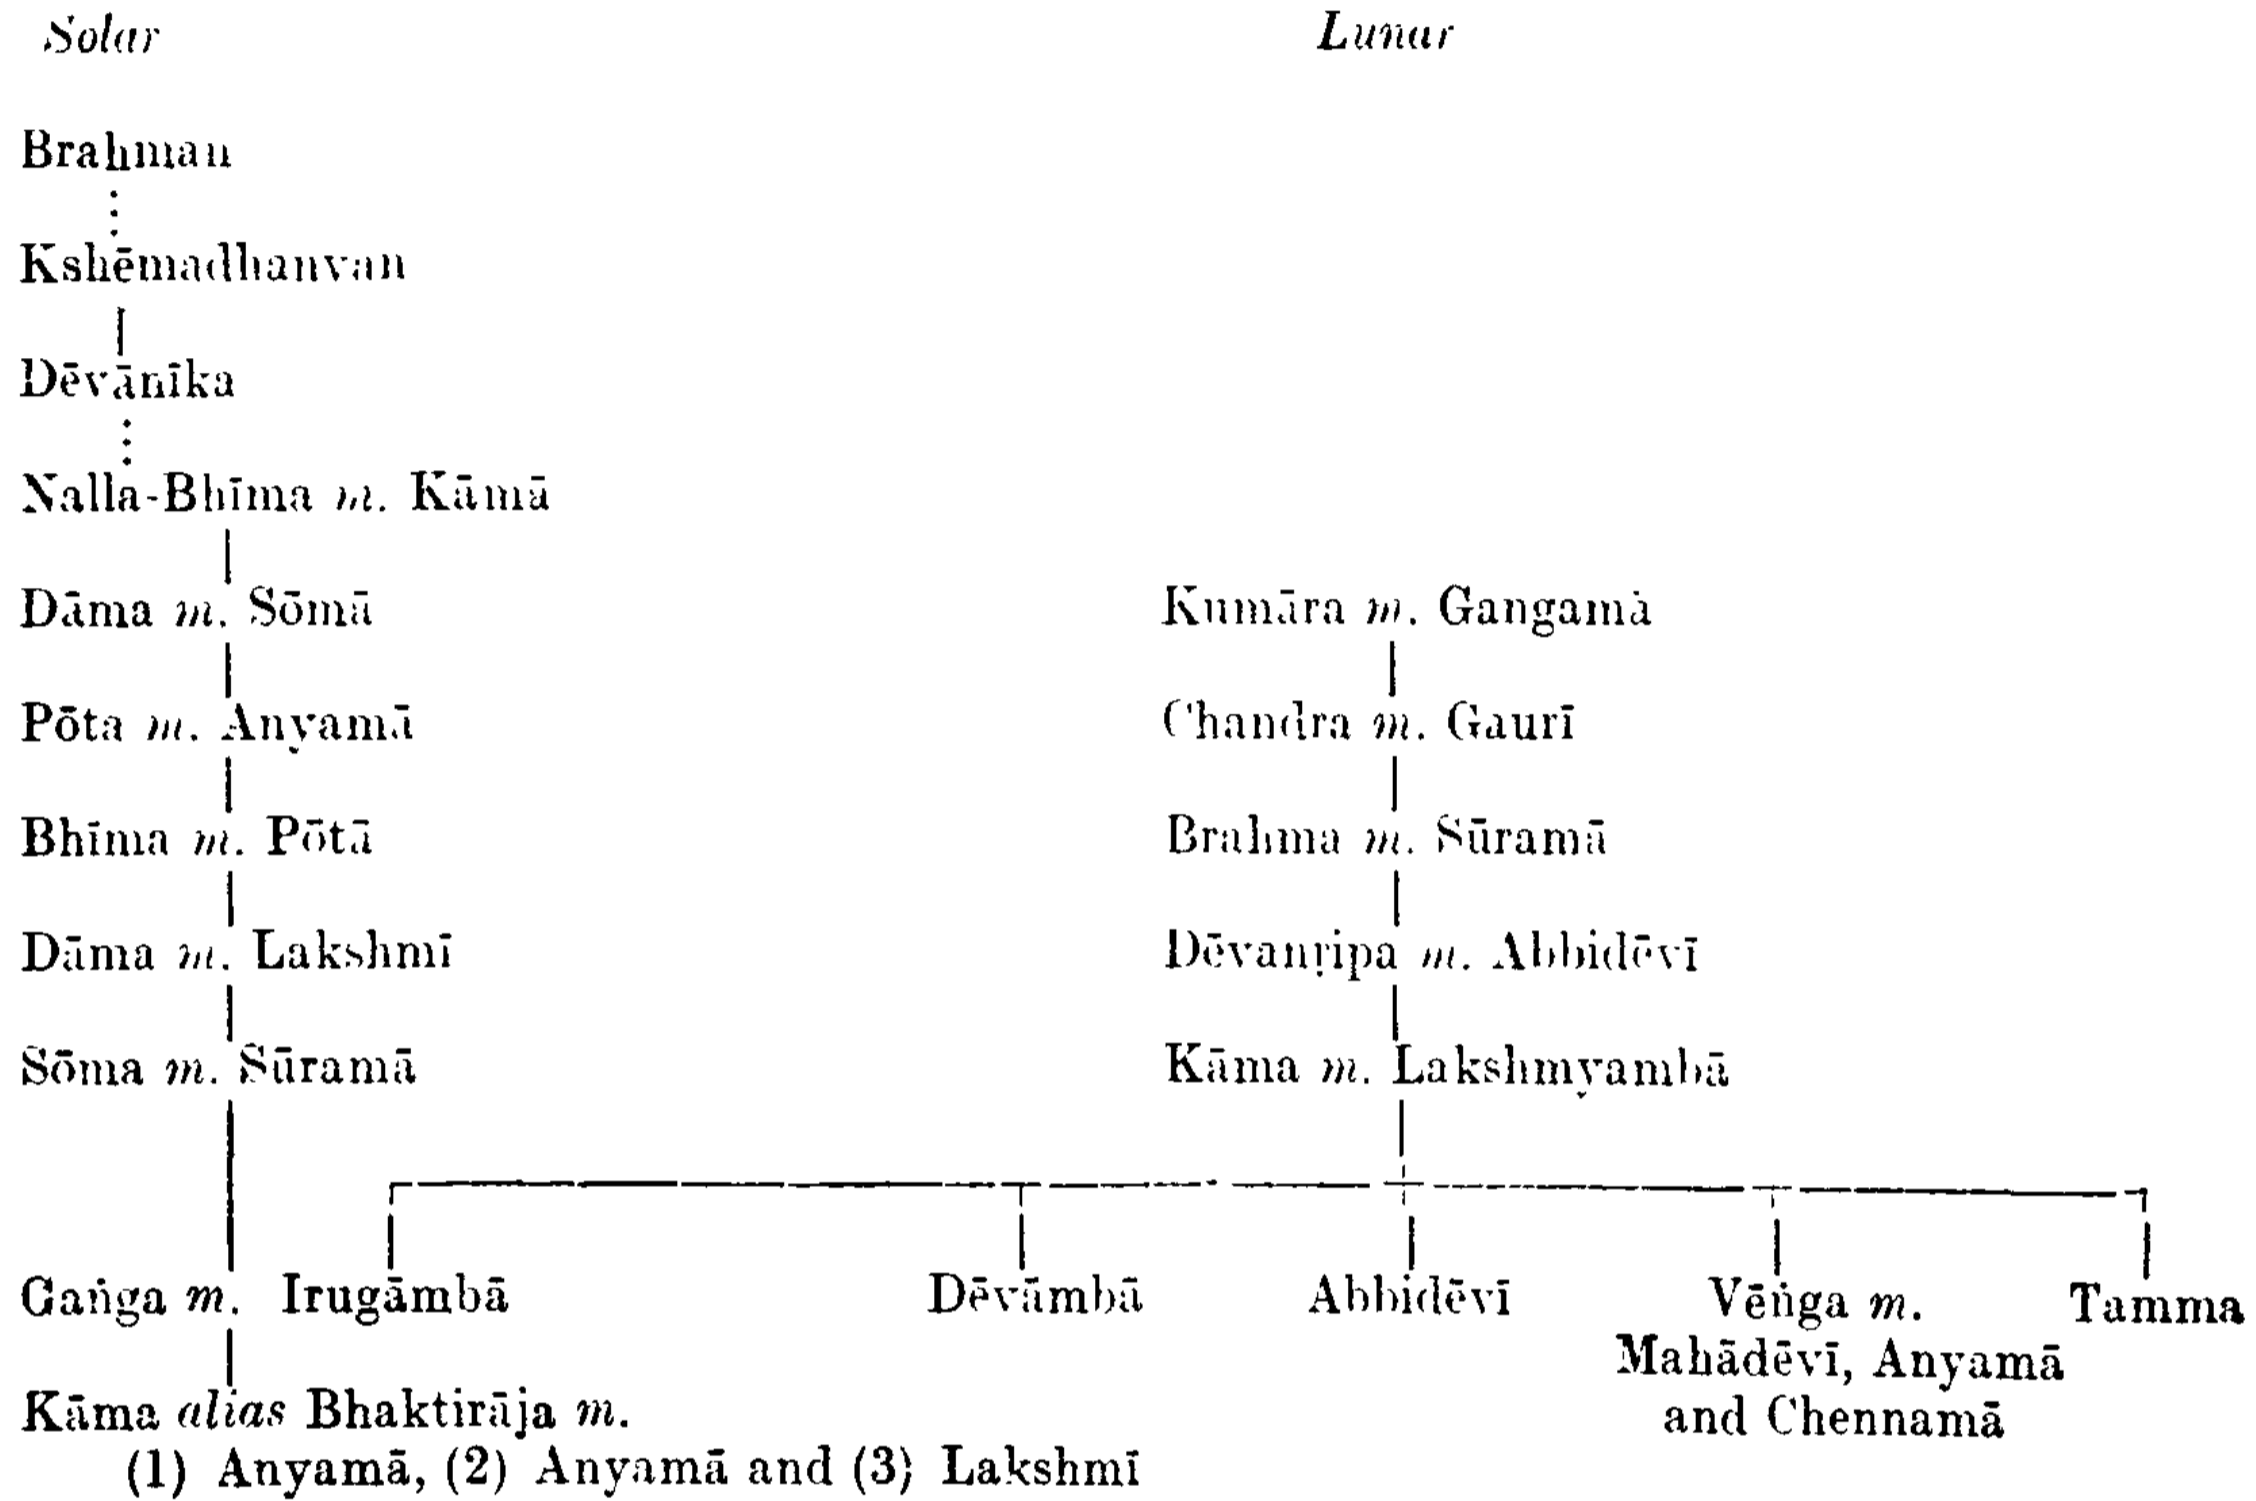 Solar Lunar
Brahman
Kshēmadhanvan
Dēvānīka
Nalla-Bhīma m. Kāmā
Dāma m. Sōmā Kumāra m. Gangamā
Pōta m. Anyamā Chandra m. Gaurī
Bhīma m. Pōtā Brahma m. Sūramā
Dāma m. Lakshmī Dēvanṛipa m. Abbidēvī
Sōma m. Sūramā Kāma m. Lakshmyambā
Gaṅga m. Irugāmbā Dēvāmbā Abbidēvī Vēṅga m. Tamma
Mahādēvī, Anyamā
and Chennamā
Kāma alias Bhaktirāja m.
(1) Anyamā, (2) Anyamā and (3) Lakshmī